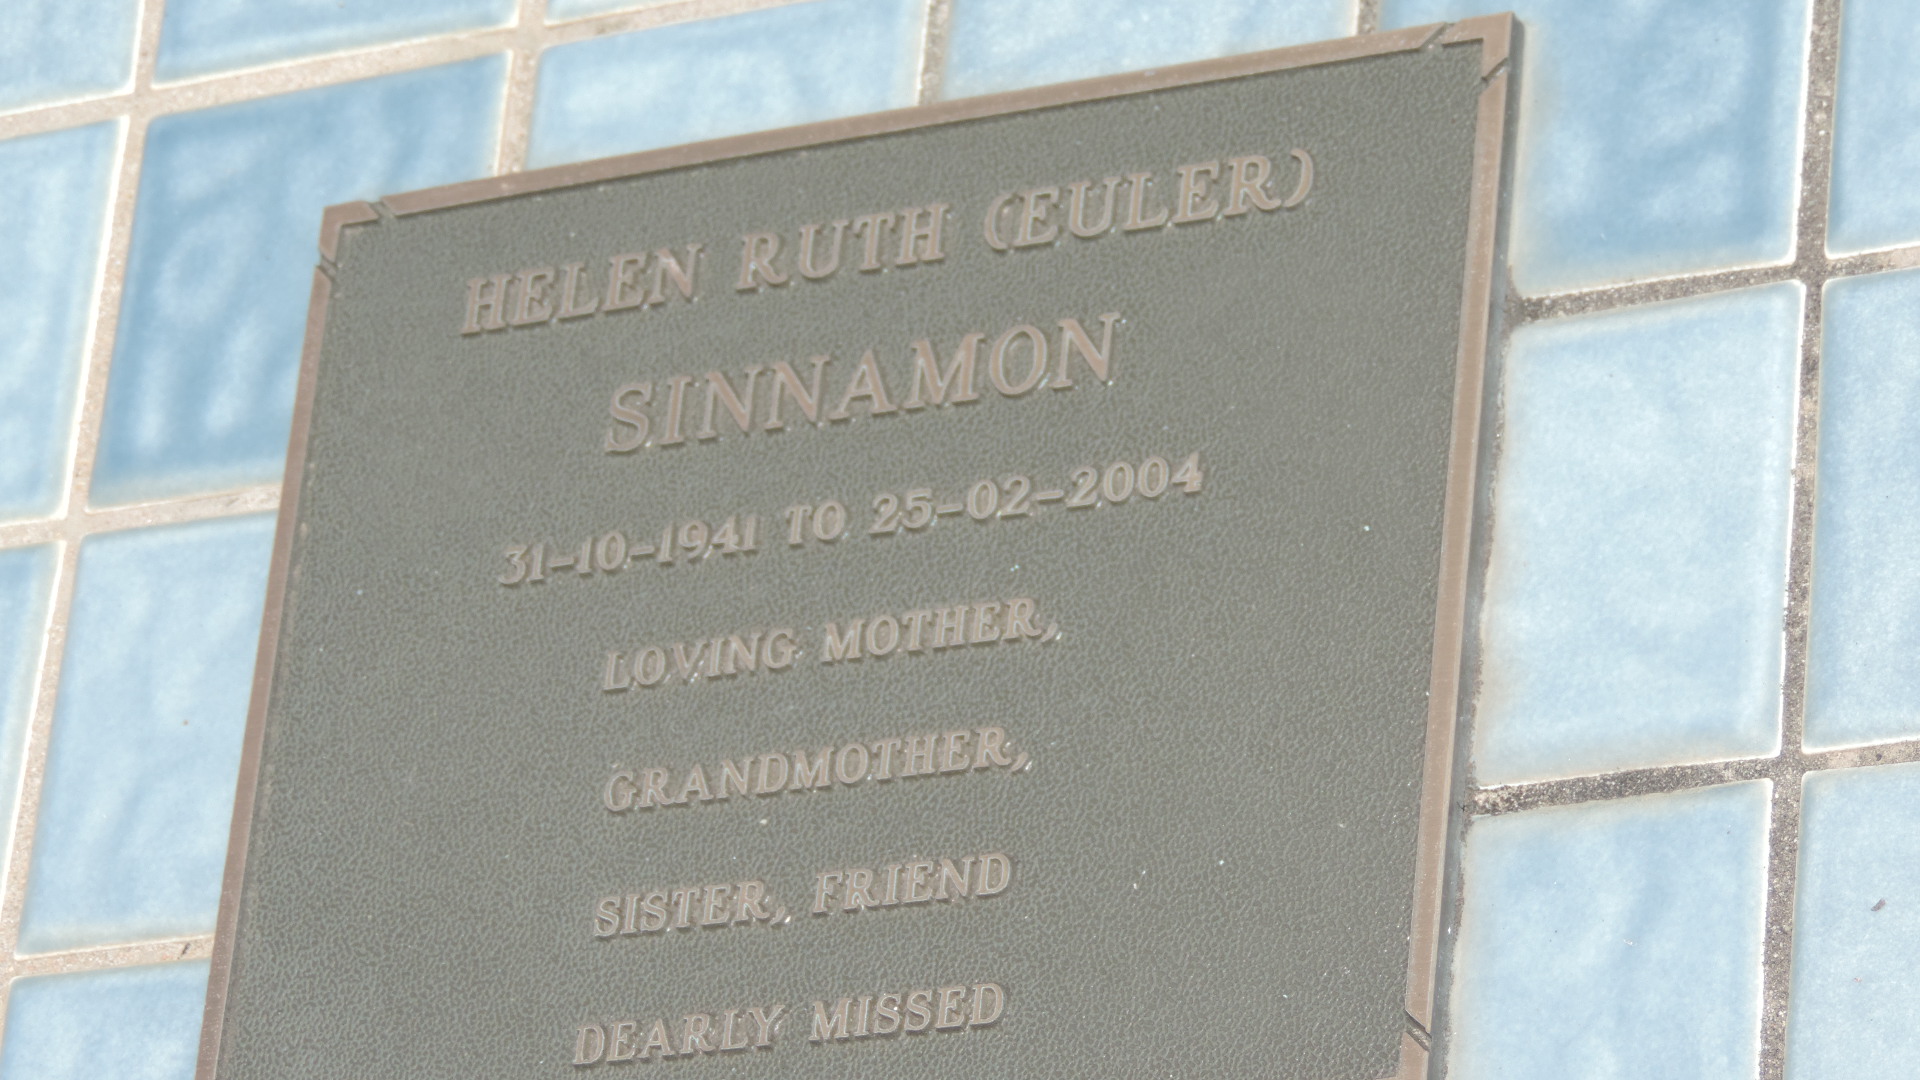 HELEN RUTH (EULER)
SINNAMON
31-10-1941 TO 25-02-2004
LOVING MOTHER,
GRANDMOTHER,
SISTER, FRIEND
DEARLY MISSED